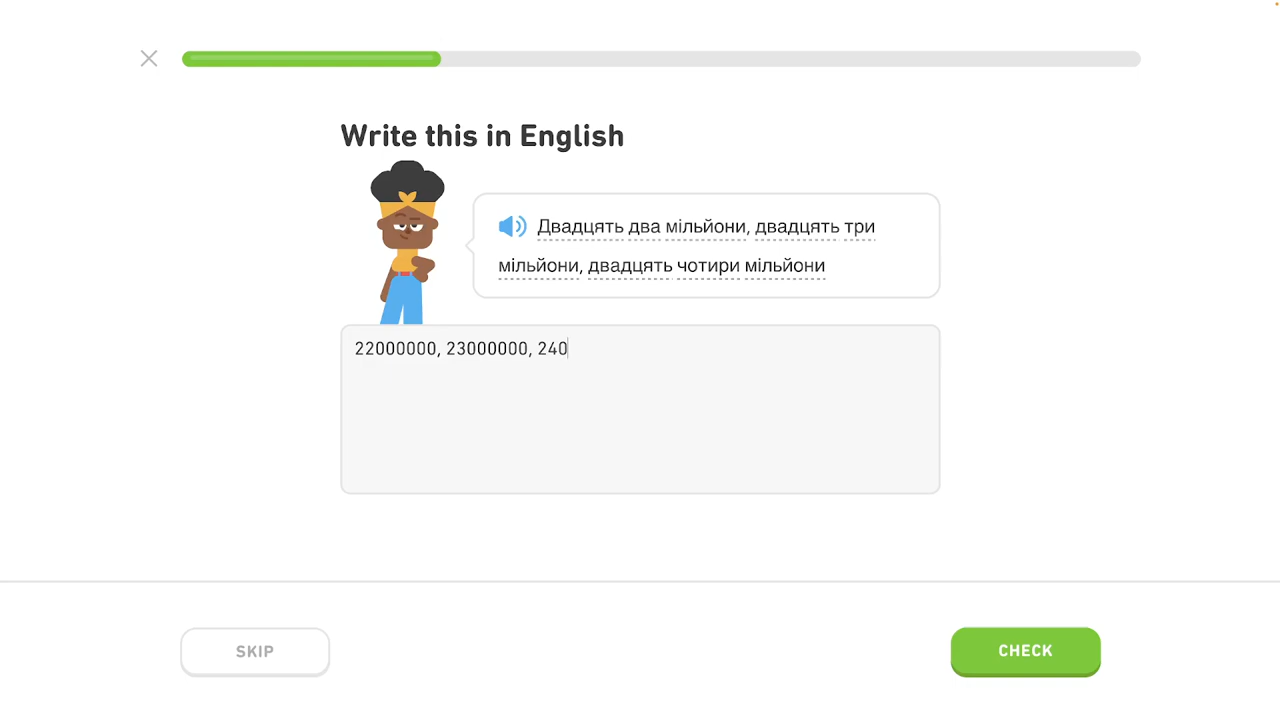 Write this in English
Двадцять два мільйони, двадцять три
мільйони, двадцять чотири мільйони
22000000, 23000000, 240
SKIP
CHECK